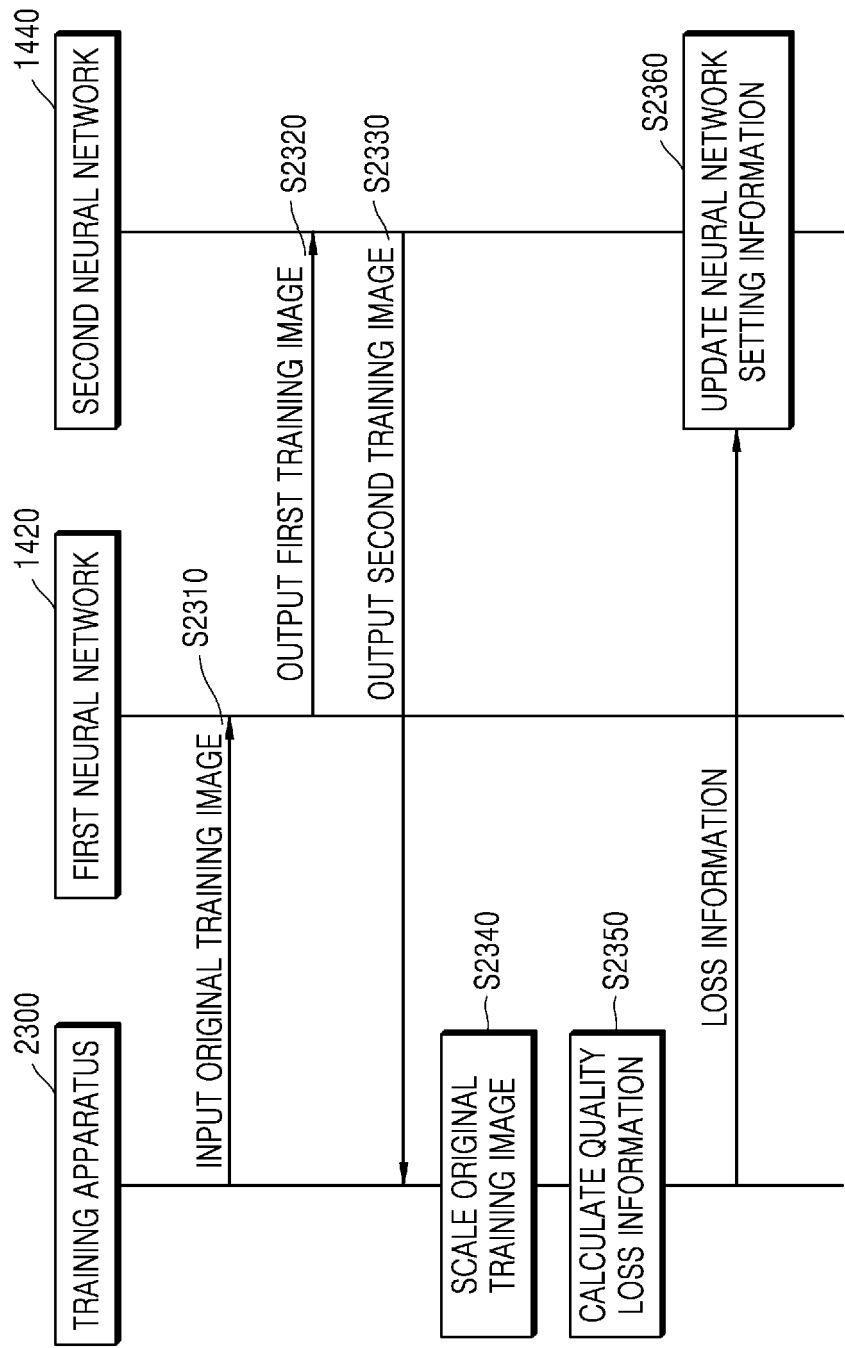 2300
TRAINING APPARATUS
1420
FIRST NEURAL NETWORK
1440
SECOND NEURAL NETWORK
INPUT ORIGINAL TRAINING IMAGE
S2310
OUTPUT FIRST TRAINING IMAGE
S2320
OUTPUT SECOND TRAINING IMAGE
S2330
SCALE ORIGINAL
TRAINING IMAGE
S2340
CALCULATE QUALITY
LOSS INFORMATION
S2350
LOSS INFORMATION
S2360
UPDATE NEURAL NETWORK
SETTING INFORMATION